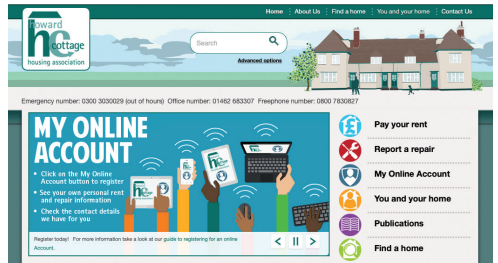 Home About Us Find a home You and your home Contact Us
howard
hc
cottage
housing association
Search
Advanced options
Emergency number: 0300 3030029 (out of hours) Office number: 01462 683307 Freephone number: 0800 7830827
MY ONLINE
ACCOUNT
• Click on the My Online
Account button to register
• See your own personal rent
and repair information
• Check the contact details
we have for you
Register today! For more information take a look at our guide to registering for an online
Account.
£ Pay your rent
Report a repair
My Online Account
You and your home
Publications
Find a home